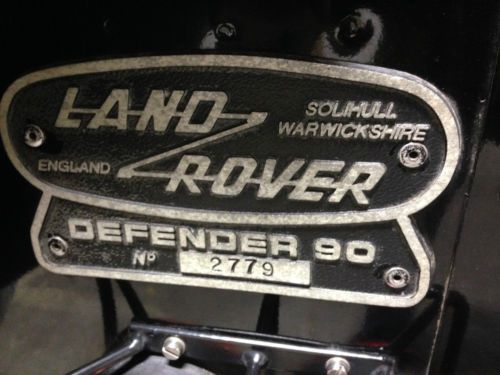 LAND
SOLIHULL
WARWICKSHIRE
ENGLAND
ROVER
DEFENDER 90
Nº 2779